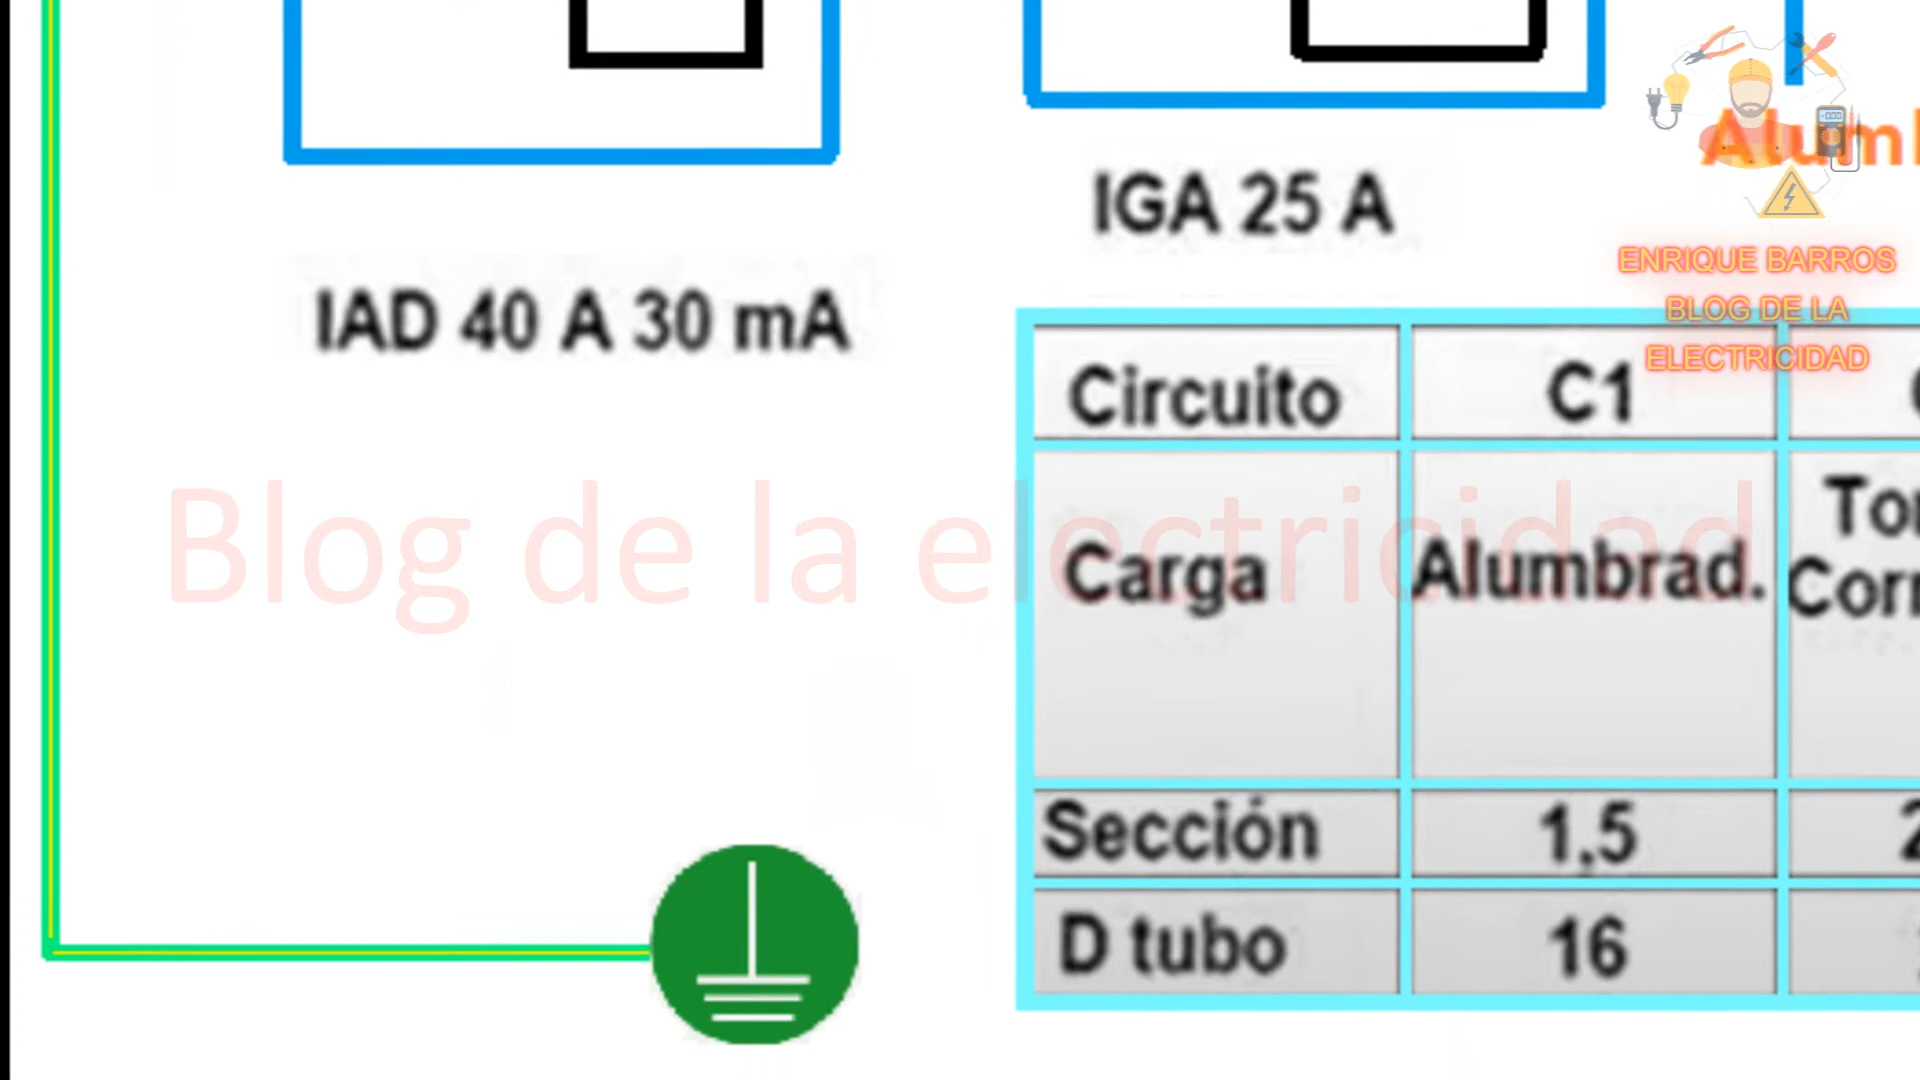 IGA 25 A
IAD 40 A 30 mA
ENRIQUE BARROS
BLOG DE LA
ELECTRICIDAD
Circuito C1
Blog de la electricidad
Carga Alumbrad.
Sección 1,5
D tubo 16